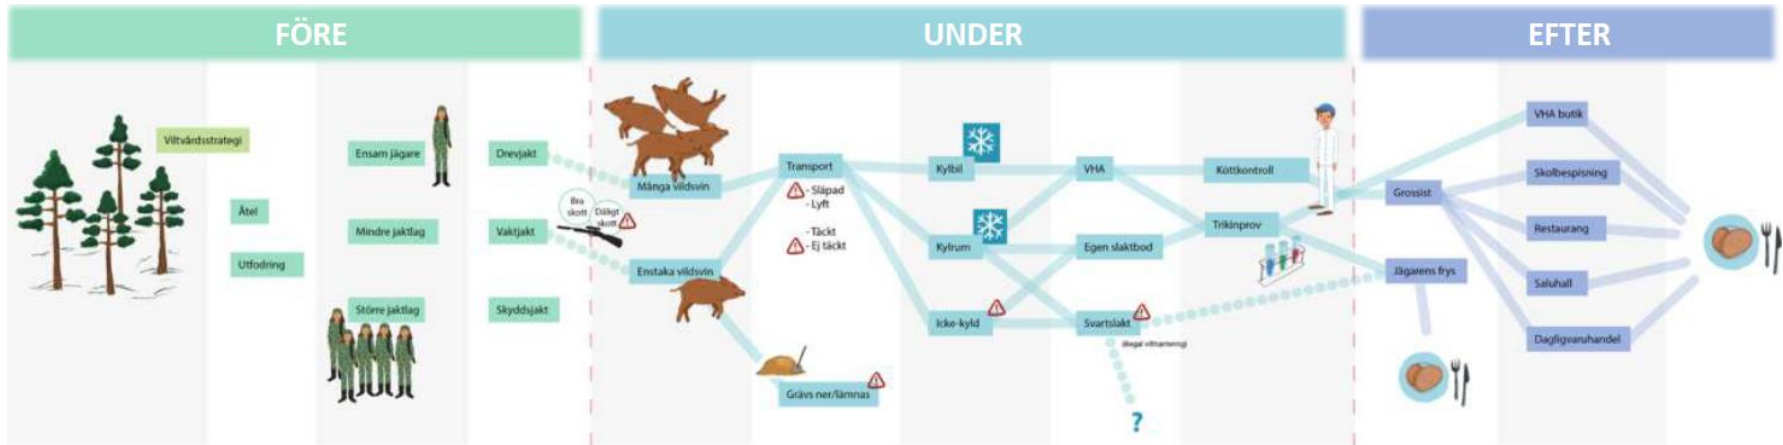 FÖRE
UNDER
EFTER
Viltvårdsstrategi
Åtel
Utfodring
Ensam jägare
Mindre jaktlag
Större jaktlag
Drevjakt
Vaktjakt
Skyddsjakt
Bra
skott
Dåligt
skott
Många vildsvin
Enstaka vildsvin
Transport
- Släpad
- Lyft
- Täckt
- Ej täckt
Grävs ner/lämnas
Kylbil
Kylrum
Icke-kyld
VHA
Egen slaktbod
Svartslakt
(illegal vilthantering)
?
Köttkontroll
Trikinprov
Grossist
Jägarens frys
VHA butik
Skolbespisning
Restaurang
Saluhall
Dagligvaruhandel